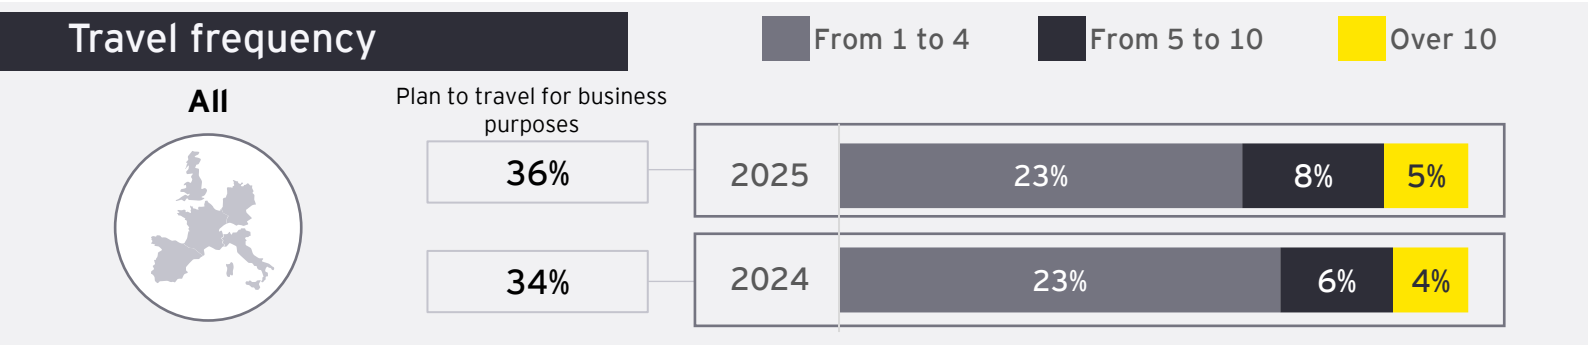 Travel frequency
From 1 to 4
From 5 to 10
Over 10
All
Plan to travel for business
purposes
36%
2025
23%
8%
5%
34%
2024
23%
6%
4%